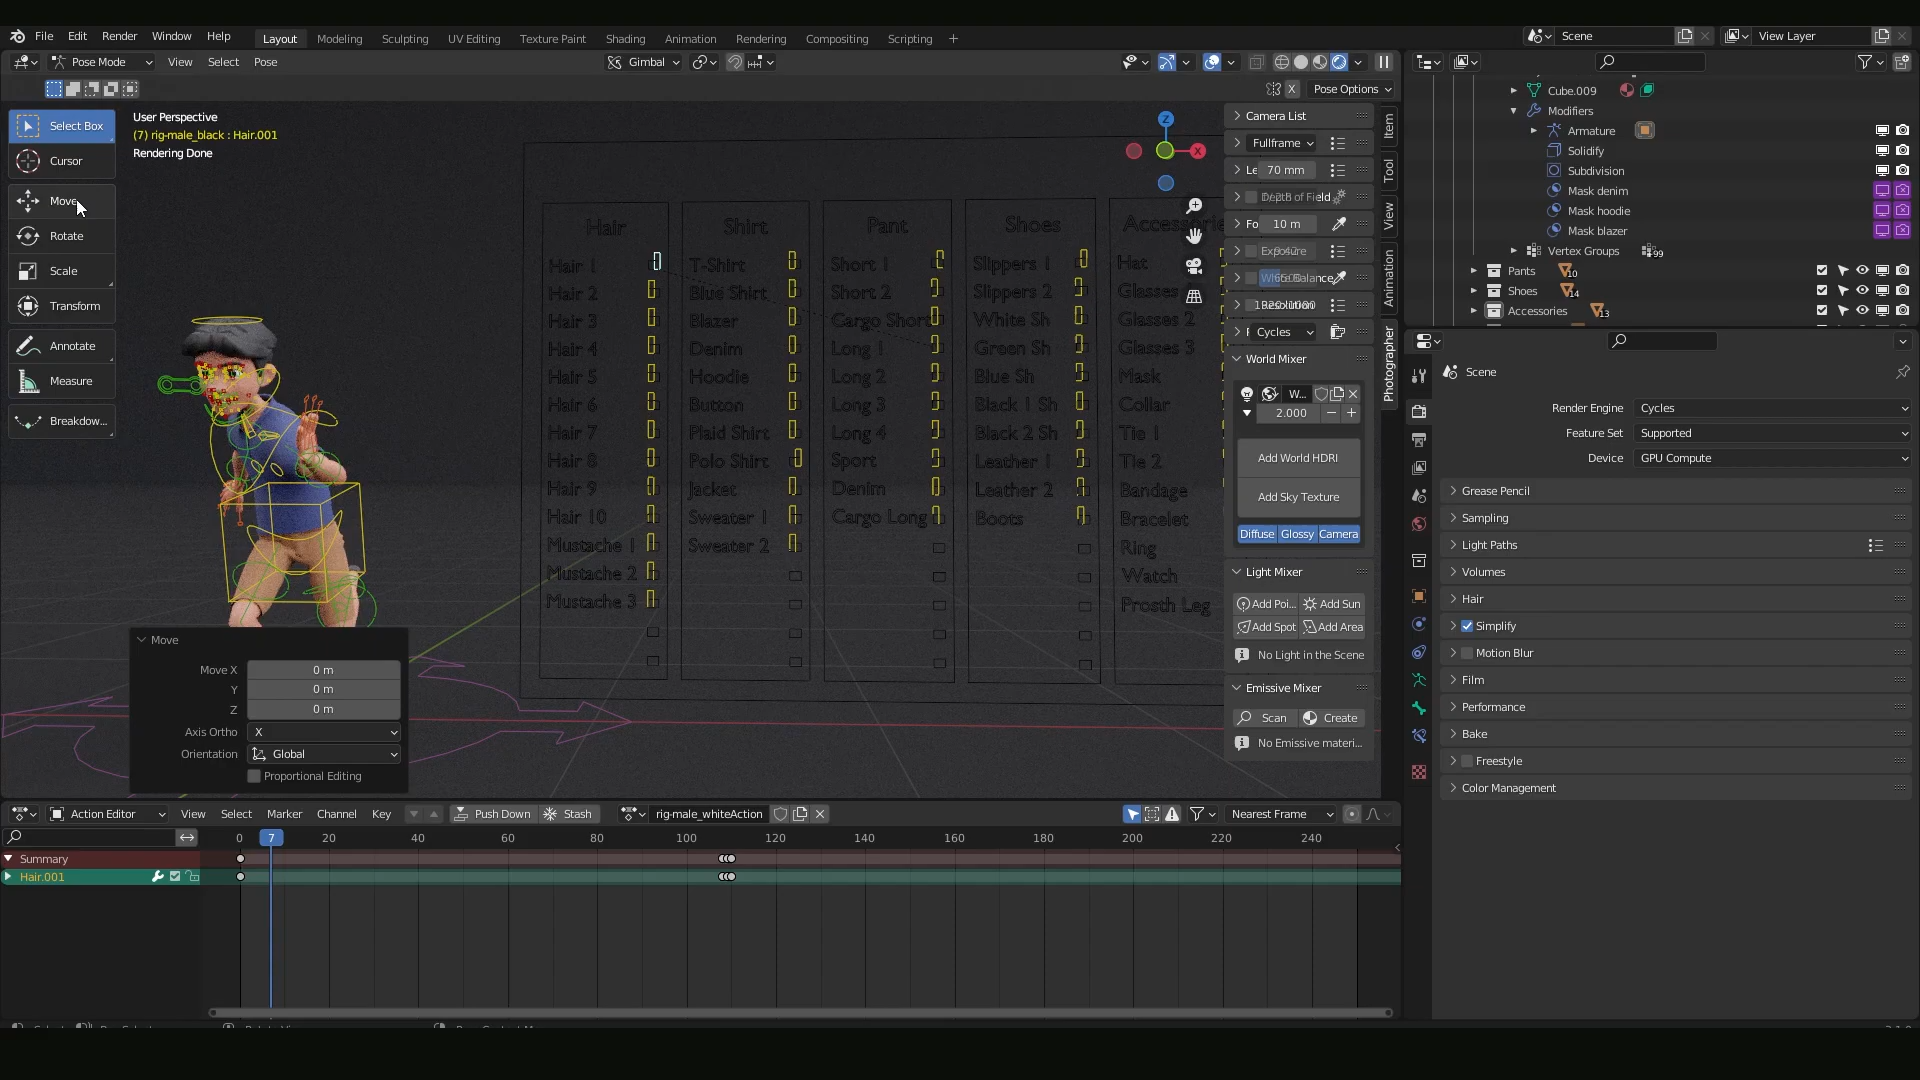 File Edit Render Window Help
Layout Modeling Sculpting UV Editing Texture Paint Shading Animation Rendering Compositing Scripting +
Scene
View Layer
Pose Mode View Select Pose
Gimbal
X Pose Options
Select Box
Cursor
Move
Rotate
Scale
Transform
Annotate
Measure
Breakdow...
User Perspective
(7) rig-male_black : Hair.001
Rendering Done
Z
X
Hair
Hair 1
Hair 2
Hair 3
Hair 4
Hair 5
Hair 6
Hair 7
Hair 8
Hair 9
Hair 10
Mustache 1
Mustache 2
Mustache 3
Shirt
T-Shirt
Blue Shirt
Blazer
Denim
Hoodie
Button
Plaid Shirt
Polo Shirt
Jacket
Sweater 1
Sweater 2
Pant
Short 1
Short 2
Cargo Short
Long 1
Long 2
Long 3
Long 4
Sport
Denim
Cargo Long
Shoes
Slippers 1
Slippers 2
White Sh
Green Sh
Blue Sh
Black 1 Sh
Black 2 Sh
Leather 1
Leather 2
Boots
Accessorie
Hat
Glasses
Glasses 2
Glasses 3
Mask
Collar
Tie 1
Tie 2
Bandage
Bracelet
Ring
Watch
Prosth Leg
Camera List
Fullframe
Le 70 mm
Depth of Field
Fo 10 m
Exposure
White Balance
Resolution
Cycles
World Mixer
W...
2.000
Add World HDRI
Add Sky Texture
Diffuse Glossy Camera
Light Mixer
Add Poi... Add Sun
Add Spot Add Area
No Light in the Scene
Emissive Mixer
Scan Create
No Emissive materi...
Item
Tool
View
Animation
Photographer
Move
Move X 0 m
Y 0 m
Z 0 m
Axis Ortho X
Orientation Global
Proportional Editing
Cube.009
Modifiers
Armature
Solidify
Subdivision
Mask denim
Mask hoodie
Mask blazer
Vertex Groups 99
Pants 10
Shoes 14
Accessories 13
Scene
Render Engine Cycles
Feature Set Supported
Device GPU Compute
Grease Pencil
Sampling
Light Paths
Volumes
Hair
Simplify
Motion Blur
Film
Performance
Bake
Freestyle
Color Management
Action Editor View Select Marker Channel Key Push Down Stash rig-male_whiteAction Nearest Frame
0 7 20 40 60 80 100 120 140 160 180 200 220 240
Summary
Hair.001